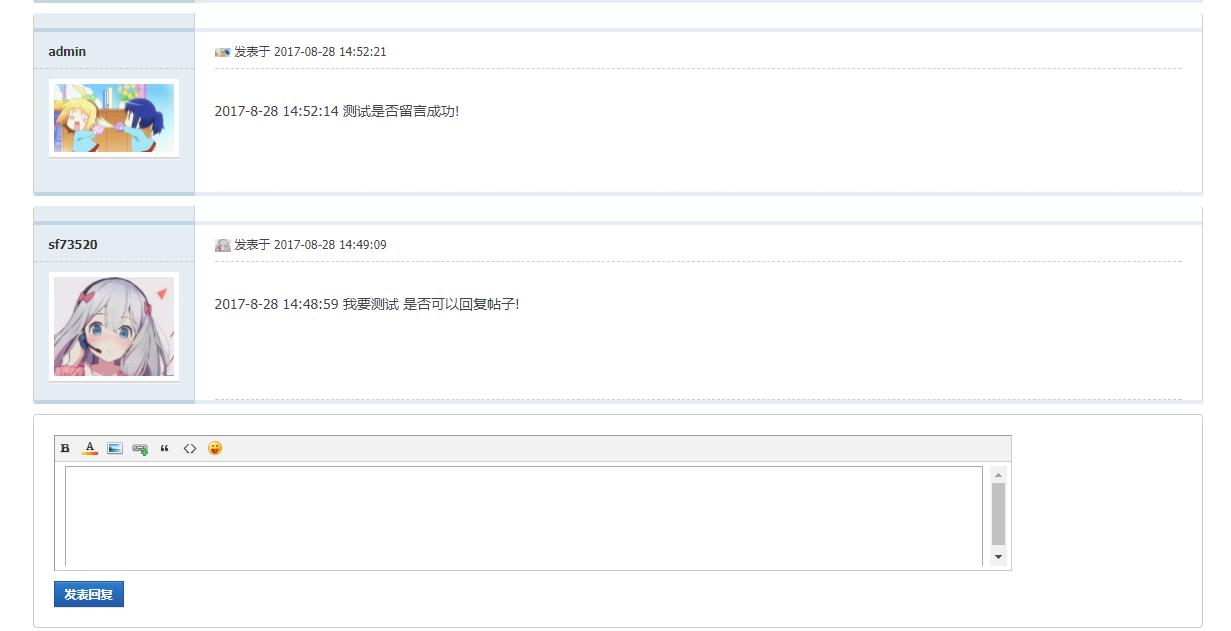 admin
发表于 2017-08-28 14:52:21
2017-8-28 14:52:14 测试是否留言成功!
sf73520
发表于 2017-08-28 14:49:09
2017-8-28 14:48:59 我要测试 是否可以回复帖子!
B A “ <>
发表回复